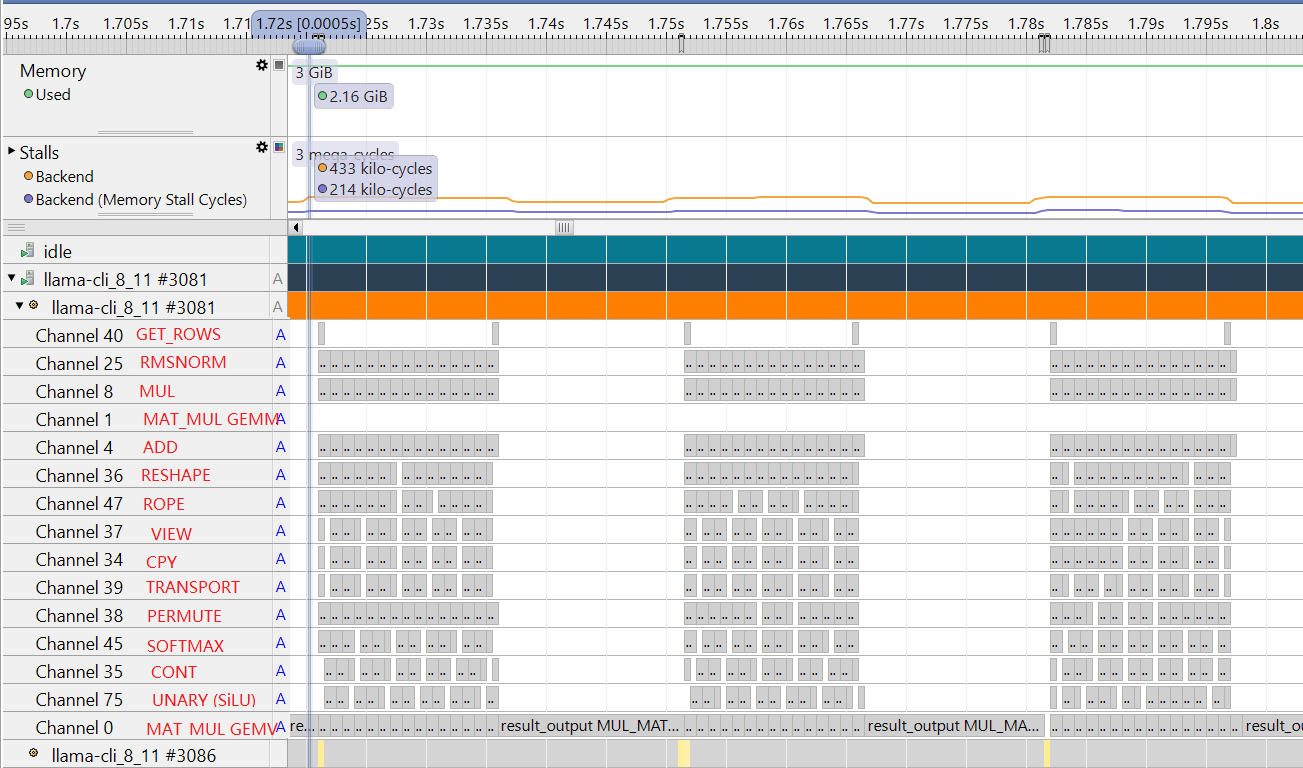 95s 1.7s 1.705s 1.71s 1.71 1.72s [0.0005s] 25s 1.73s 1.735s 1.74s 1.745s 1.75s 1.755s 1.76s 1.765s 1.77s 1.775s 1.78s 1.785s 1.79s 1.795s 1.8s
Memory
3 GiB
Used
2.16 GiB
Stalls
3 mega-cycles
433 kilo-cycles
Backend
214 kilo-cycles
Backend (Memory Stall Cycles)
idle
llama-cli_8_11 #3081 A
llama-cli_8_11 #3081 A
Channel 40 GET_ROWS A
Channel 25 RMSNORM A
Channel 8 MUL A
Channel 1 MAT_MUL GEMM A
Channel 4 ADD A
Channel 36 RESHAPE A
Channel 47 ROPE A
Channel 37 VIEW A
Channel 34 CPY A
Channel 39 TRANSPORT A
Channel 38 PERMUTE A
Channel 45 SOFTMAX A
Channel 35 CONT A
Channel 75 UNARY (SiLU) A
Channel 0 MAT_MUL GEMV A re... result_output MUL_MAT... result_output MUL_MA... result_ou
llama-cli_8_11 #3086